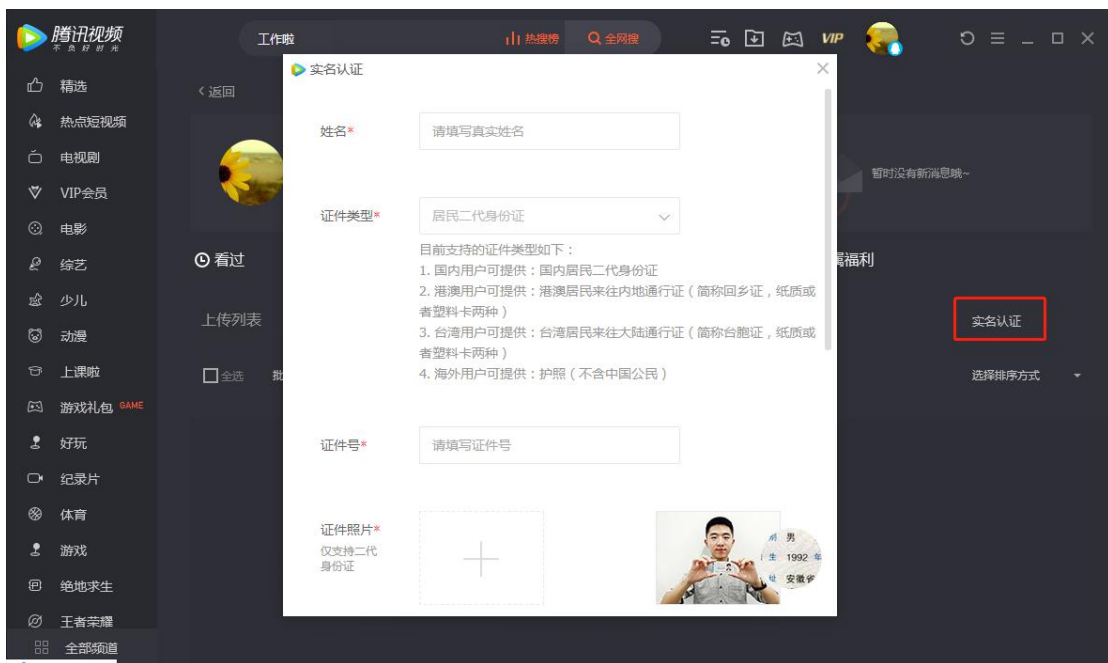 腾讯视频
不负好时光
工作啦
热搜榜
全网搜
VIP
精选
热点短视频
电视剧
VIP会员
电影
综艺
少儿
动漫
上课啦
游戏礼包 GAME
好玩
纪录片
体育
游戏
绝地求生
王者荣耀
全部频道
返回
暂时没有新消息哦~
看过
属福利
上传列表
实名认证
全选
批
选择排序方式
实名认证
姓名*
请填写真实姓名
证件类型*
居民二代身份证
目前支持的证件类型如下：
1. 国内用户可提供：国内居民二代身份证
2. 港澳用户可提供：港澳居民来往内地通行证（简称回乡证，纸质或
者塑料卡两种）
3. 台湾用户可提供：台湾居民来往大陆通行证（简称台胞证，纸质或
者塑料卡两种）
4. 海外用户可提供：护照（不含中国公民）
证件号*
请填写证件号
证件照片*
仅支持二代
身份证
别 男
生 1992 年
址 安徽省